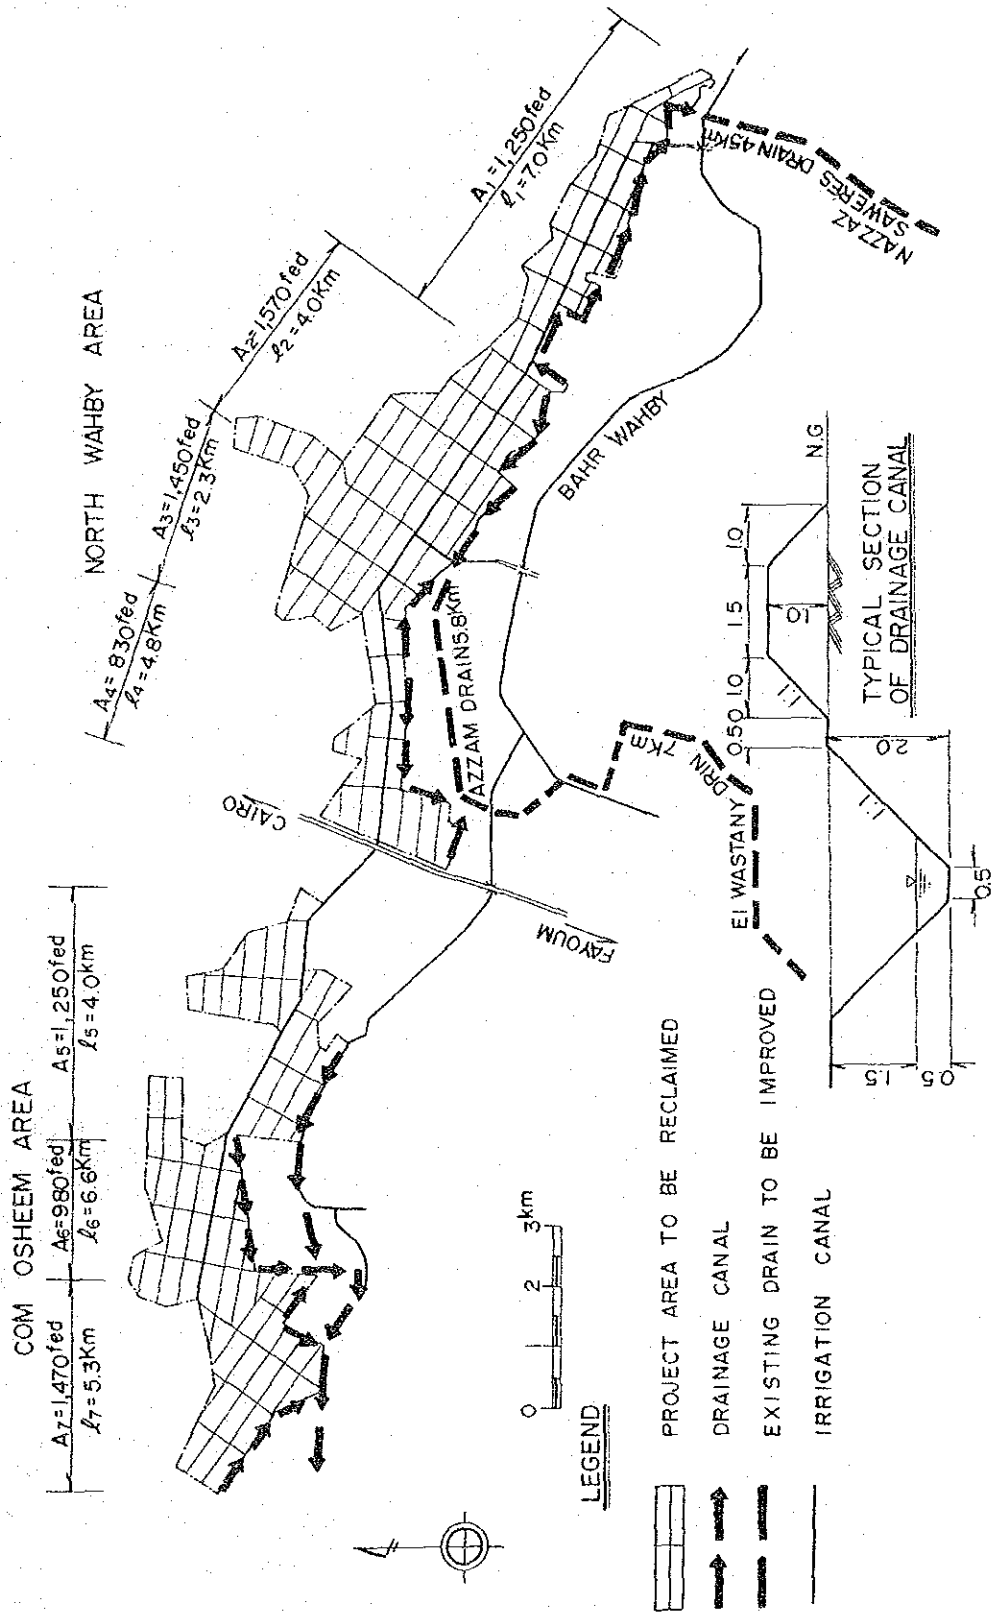 COM OSHEEM AREA
A7=1,470fed
l7=5.3Km
A6=980fed
l6=6.6Km
A5=1,250fed
l5=4.0Km
NORTH WAHBY AREA
A4=830fed
l4=4.8Km
A3=1,450fed
l3=2.3Km
A2=1,570fed
l2=4.0Km
A1=1,250fed
l1=7.0Km
CAIRO
FAYOUM
AZZAM DRAIN 5.8Km
BAHR WAHBY
NAZZAZ
SAWERES DRAIN 4.5Km
El WASTANY DRIN 7Km
0 2 3km
LEGEND
PROJECT AREA TO BE RECLAIMED
DRAINAGE CANAL
EXISTING DRAIN TO BE IMPROVED
IRRIGATION CANAL
0.50 1.0 1.5 1.0
1:1
1.0
N.G
1:1
2.0
1.5
0.5
0.5
TYPICAL SECTION
OF DRAINAGE CANAL